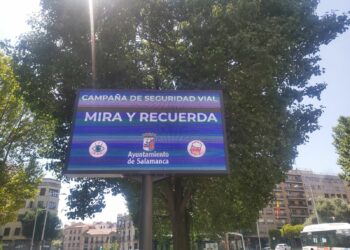 CAMPAÑA DE SEGURIDAD VIAL
MIRA Y RECUERDA
Ayuntamiento
de Salamanca